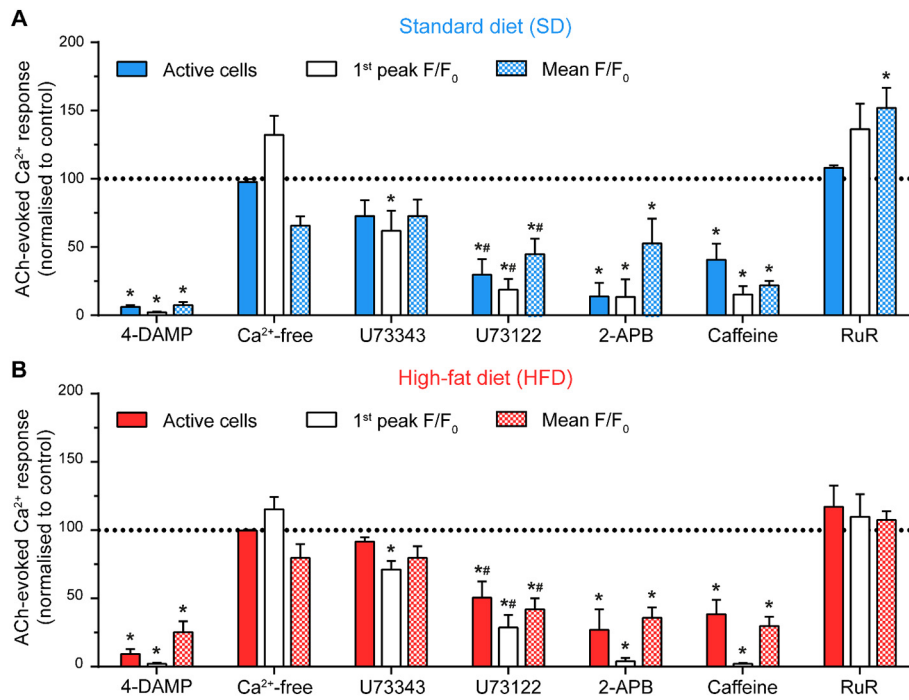 A
Standard diet (SD)
ACh-evoked Ca²⁺ response
(normalised to control)
200
150
100
50
0
Active cells
1ˢᵗ peak F/F₀
Mean F/F₀
* * *
*
*# *# *#
* * *
* * *
*
4-DAMP Ca²⁺-free U73343 U73122 2-APB Caffeine RuR
B
High-fat diet (HFD)
ACh-evoked Ca²⁺ response
(normalised to control)
200
150
100
50
0
Active cells
1ˢᵗ peak F/F₀
Mean F/F₀
* * *
*
*# *# *#
* * *
* * *
4-DAMP Ca²⁺-free U73343 U73122 2-APB Caffeine RuR